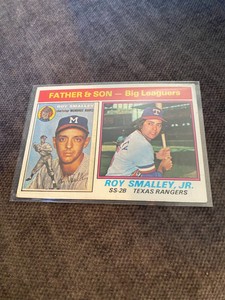 FATHER & SON — Big Leaguers
ROY SMALLEY
M
ROY SMALLEY, JR.
SS-2B TEXAS RANGERS